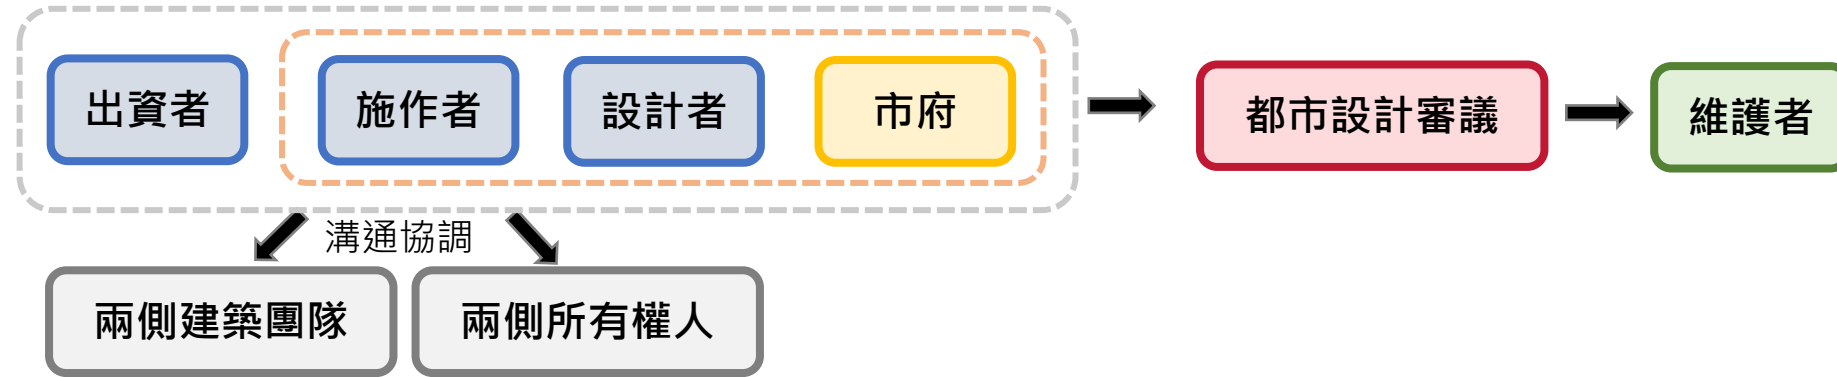 出資者
施作者
設計者
市府
都市設計審議
維護者
溝通協調
兩側建築團隊
兩側所有權人